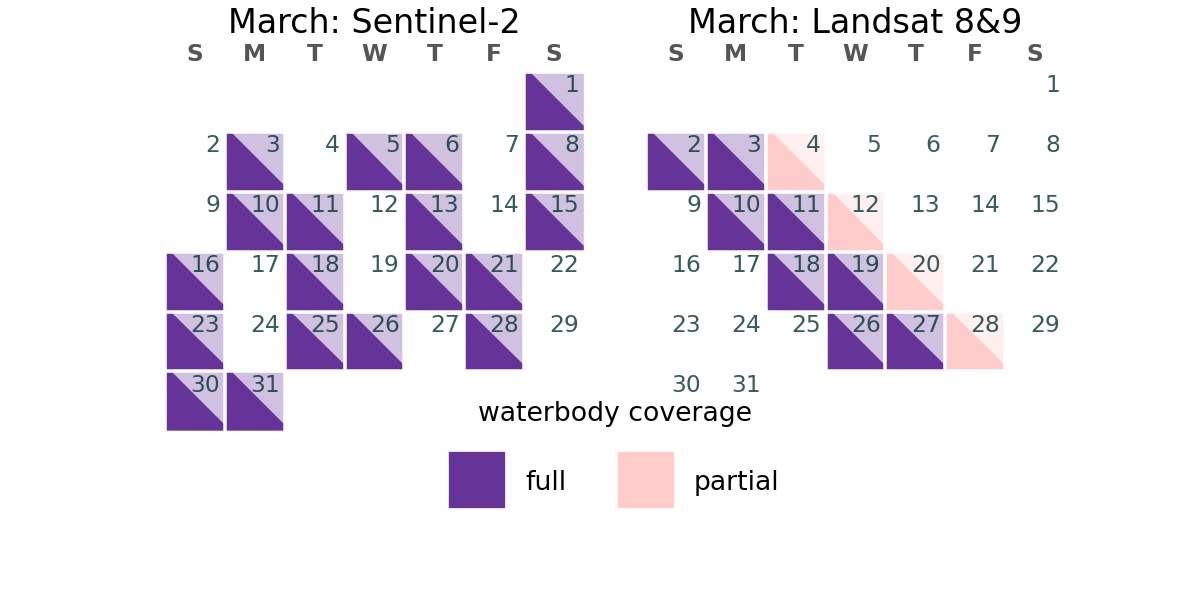 March: Sentinel-2
S M T W T F S
1
2 3 4 5 6 7 8
9 10 11 12 13 14 15
16 17 18 19 20 21 22
23 24 25 26 27 28 29
30 31
March: Landsat 8&9
S M T W T F S
1
2 3 4 5 6 7 8
9 10 11 12 13 14 15
16 17 18 19 20 21 22
23 24 25 26 27 28 29
30 31
waterbody coverage
full partial